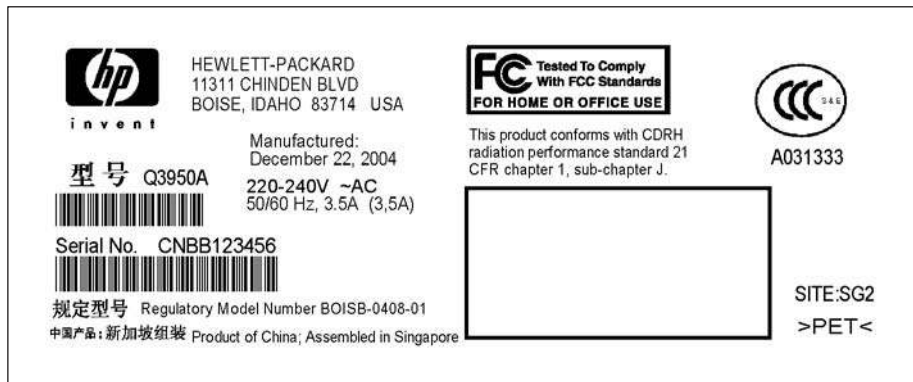 hp
invent
HEWLETT-PACKARD
11311 CHINDEN BLVD
BOISE, IDAHO 83714 USA
Manufactured:
December 22, 2004
220-240V ~AC
50/60 Hz, 3.5A (3,5A)
型号 Q3950A
Serial No. CNBB123456
规定型号 Regulatory Model Number BOISB-0408-01
中国产品:新加坡组装 Product of China; Assembled in Singapore
FC Tested To Comply
With FCC Standards
FOR HOME OR OFFICE USE
This product conforms with CDRH
radiation performance standard 21
CFR chapter 1, sub-chapter J.
CCC S&E
A031333
SITE:SG2
>PET<